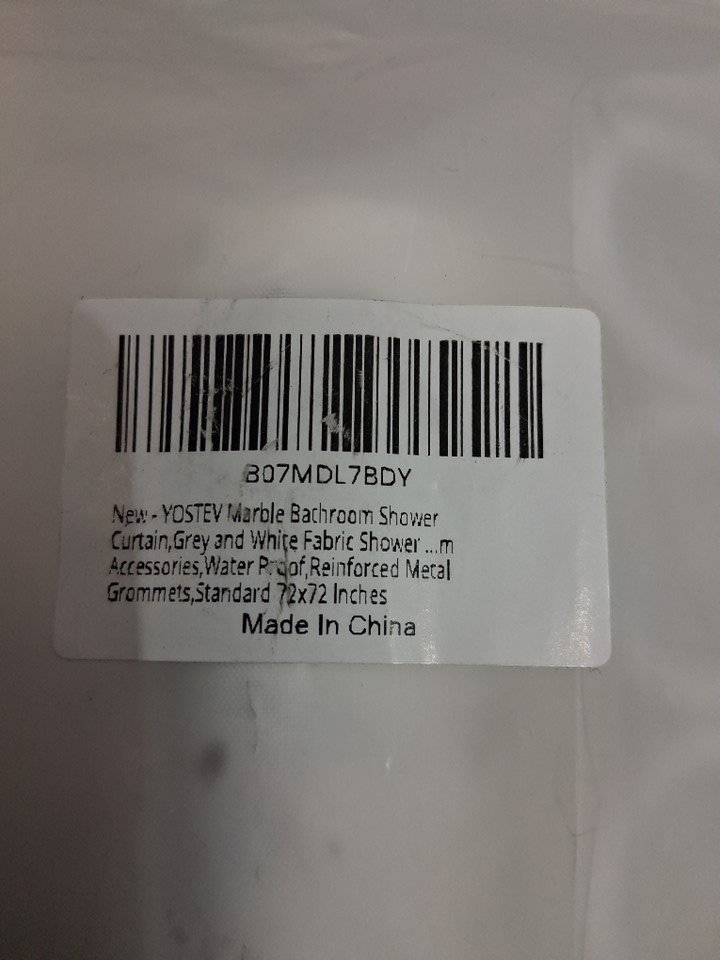 B07MDL7BDY
New - YOSTEV Marble Bathroom Shower
Curtain,Grey and White Fabric Shower ...m
Accessories,Water Proof,Reinforced Metal
Grommets,Standard 72x72 Inches
Made In China